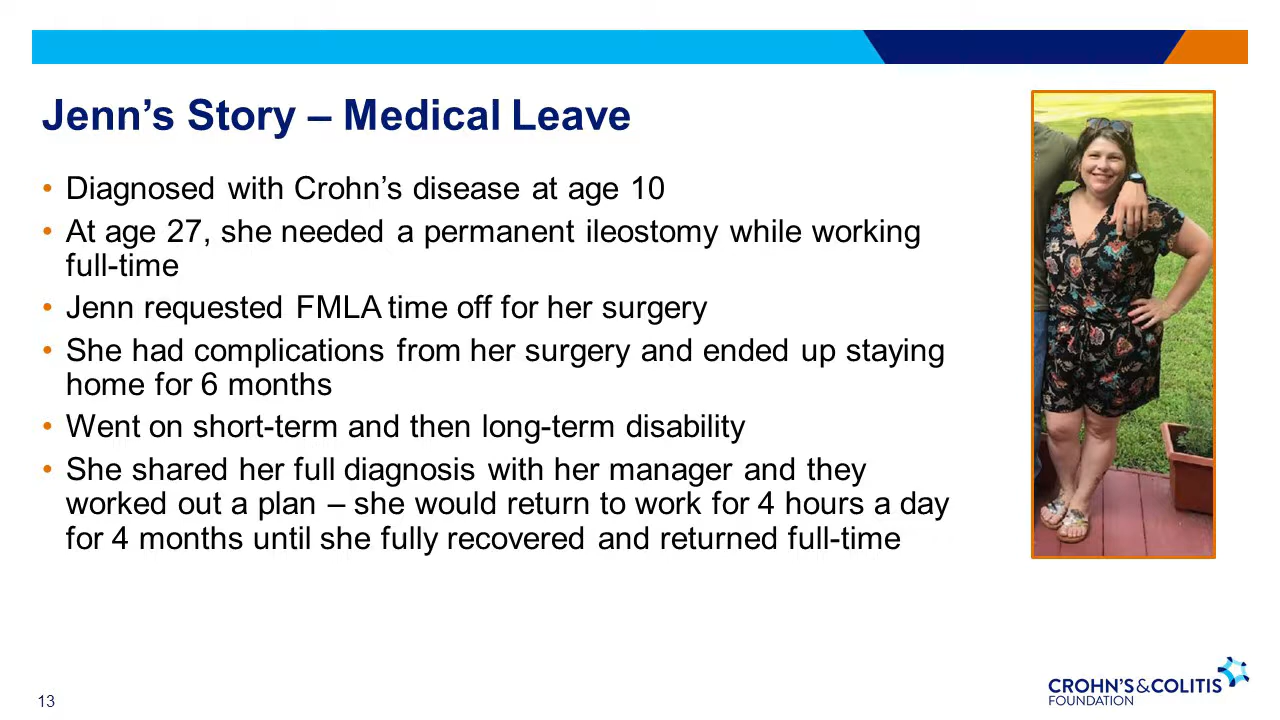 Jenn’s Story – Medical Leave
• Diagnosed with Crohn’s disease at age 10
• At age 27, she needed a permanent ileostomy while working
full-time
• Jenn requested FMLA time off for her surgery
• She had complications from her surgery and ended up staying
home for 6 months
• Went on short-term and then long-term disability
• She shared her full diagnosis with her manager and they
worked out a plan – she would return to work for 4 hours a day
for 4 months until she fully recovered and returned full-time
13
CROHN’S & COLITIS
FOUNDATION